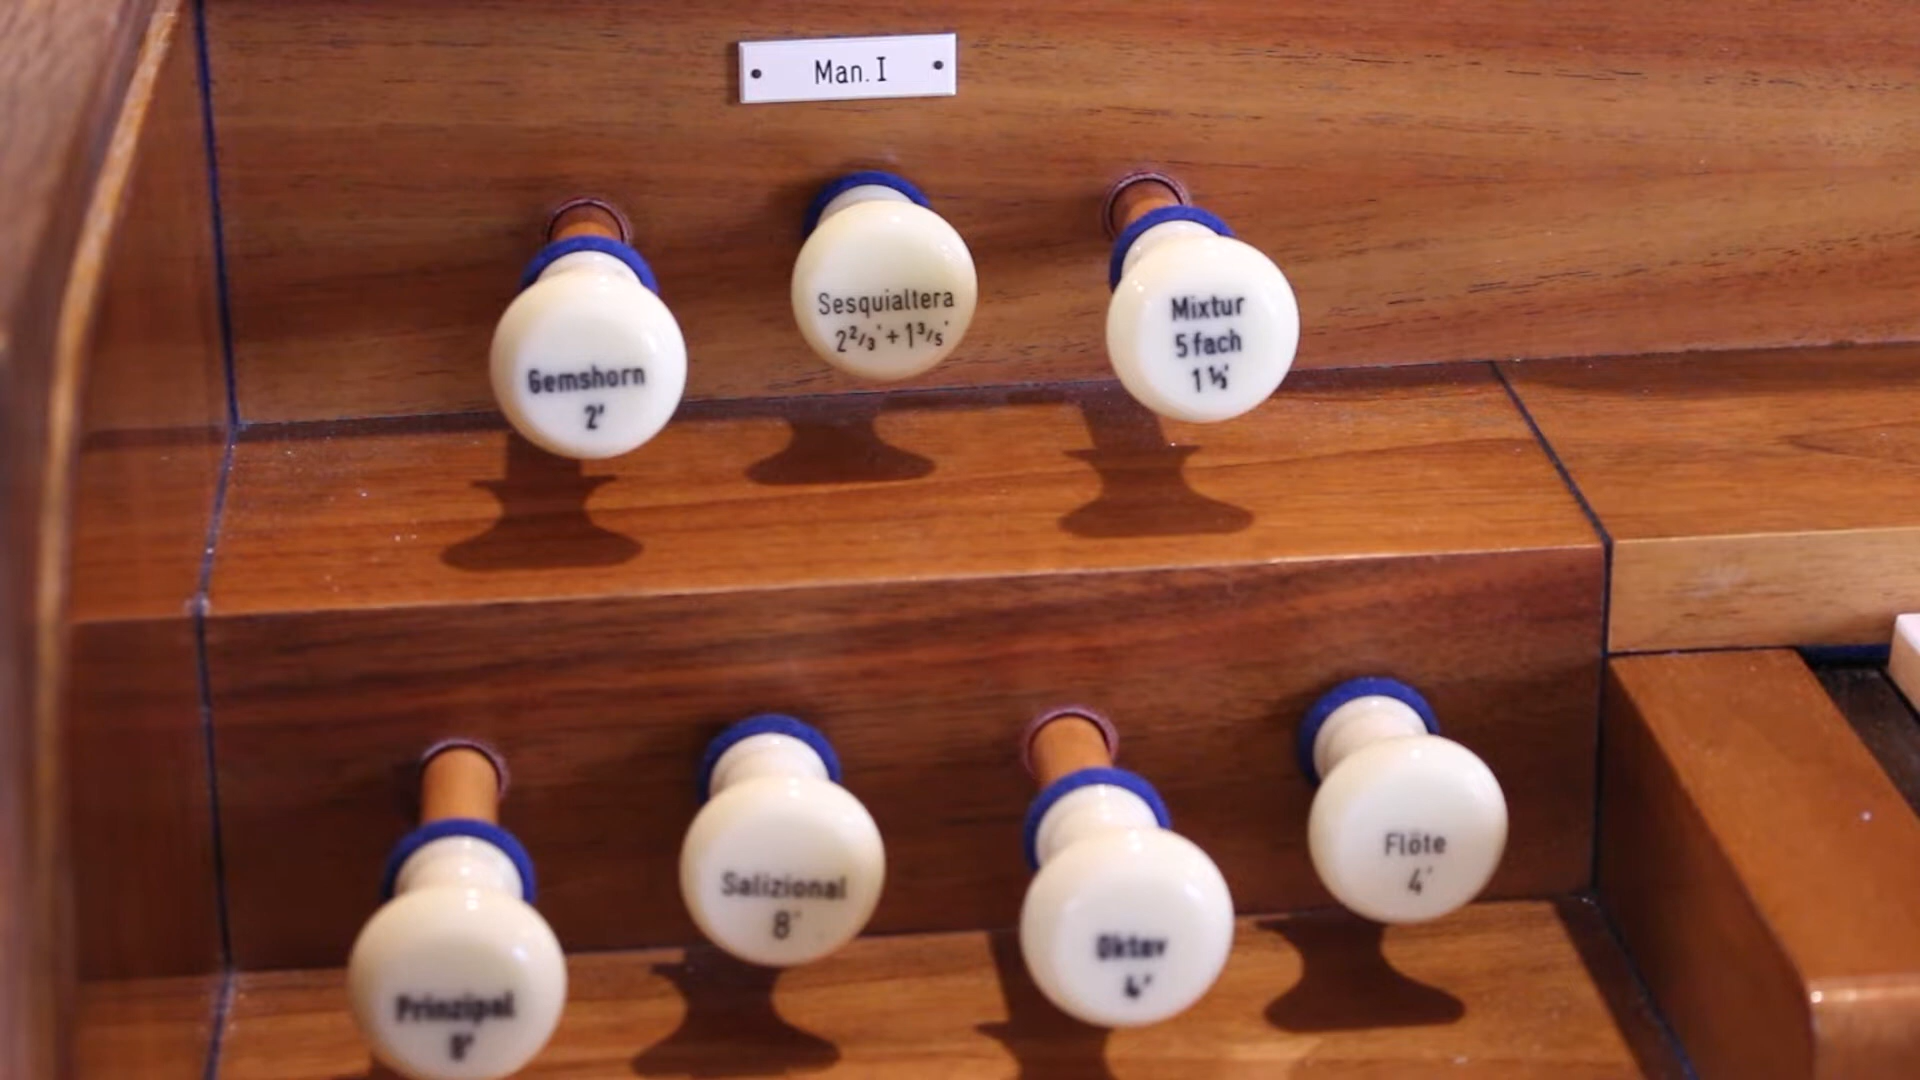 Man. I
Gemshorn
2'
Sesquialtera
2 2/3' + 1 3/5'
Mixtur
5 fach
1 1/3'
Prinzipal
8'
Salizional
8'
Oktav
4'
Flöte
4'